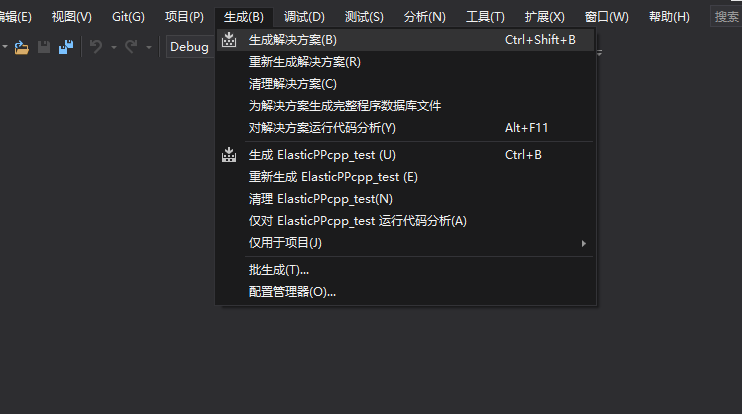 编辑(E) 视图(V) Git(G) 项目(P) 生成(B) 调试(D) 测试(S) 分析(N) 工具(T) 扩展(X) 窗口(W) 帮助(H) 搜索
Debug
生成解决方案(B) Ctrl+Shift+B
重新生成解决方案(R)
清理解决方案(C)
为解决方案生成完整程序数据库文件
对解决方案运行代码分析(Y) Alt+F11
生成 ElasticPPcpp_test (U) Ctrl+B
重新生成 ElasticPPcpp_test (E)
清理 ElasticPPcpp_test(N)
仅对 ElasticPPcpp_test 运行代码分析(A)
仅用于项目(J)
批生成(T)...
配置管理器(O)...